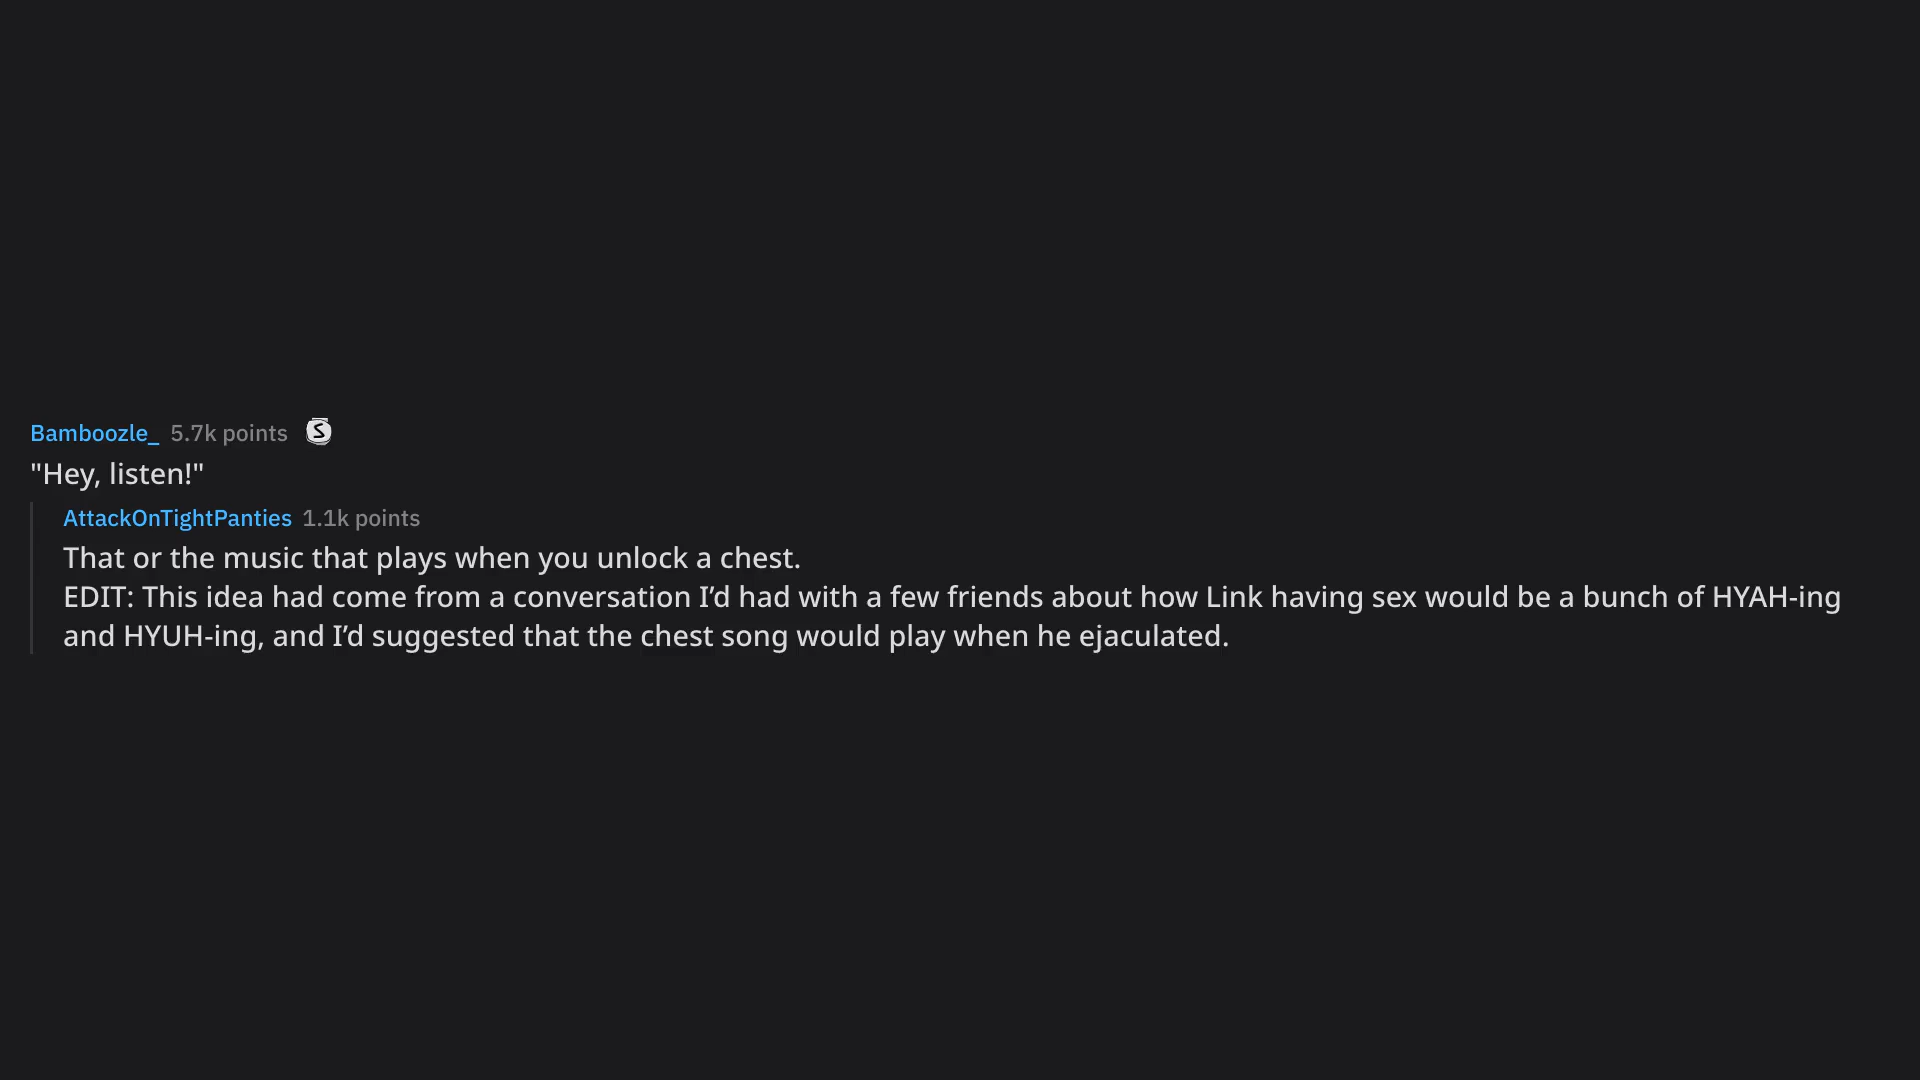 Bamboozle_ 5.7k points S
"Hey, listen!"
AttackOnTightPanties 1.1k points
That or the music that plays when you unlock a chest.
EDIT: This idea had come from a conversation I’d had with a few friends about how Link having sex would be a bunch of HYAH-ing
and HYUH-ing, and I’d suggested that the chest song would play when he ejaculated.